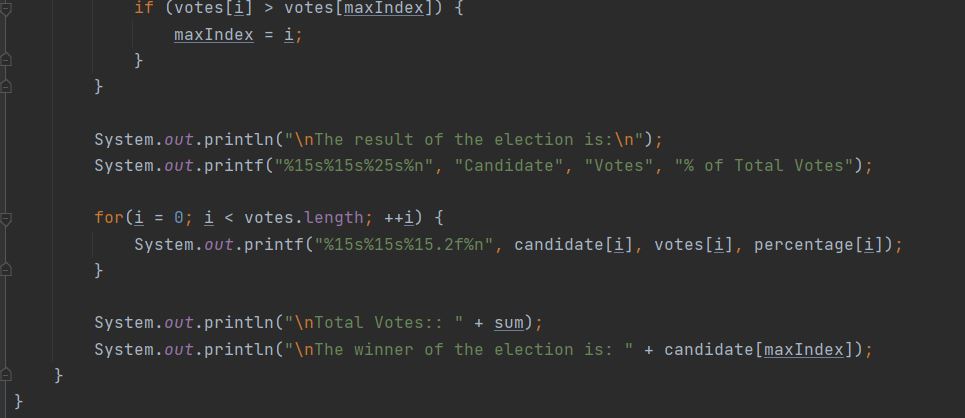 if (votes[i] > votes[maxIndex]) {
maxIndex = i;
}
}
System.out.println("\nThe result of the election is:\n");
System.out.printf("%15s%15s%25s%n", "Candidate", "Votes", "% of Total Votes");
for(i = 0; i < votes.length; ++i) {
System.out.printf("%15s%15s%15.2f%n", candidate[i], votes[i], percentage[i]);
}
System.out.println("\nTotal Votes:: " + sum);
System.out.println("\nThe winner of the election is: " + candidate[maxIndex]);
}
}